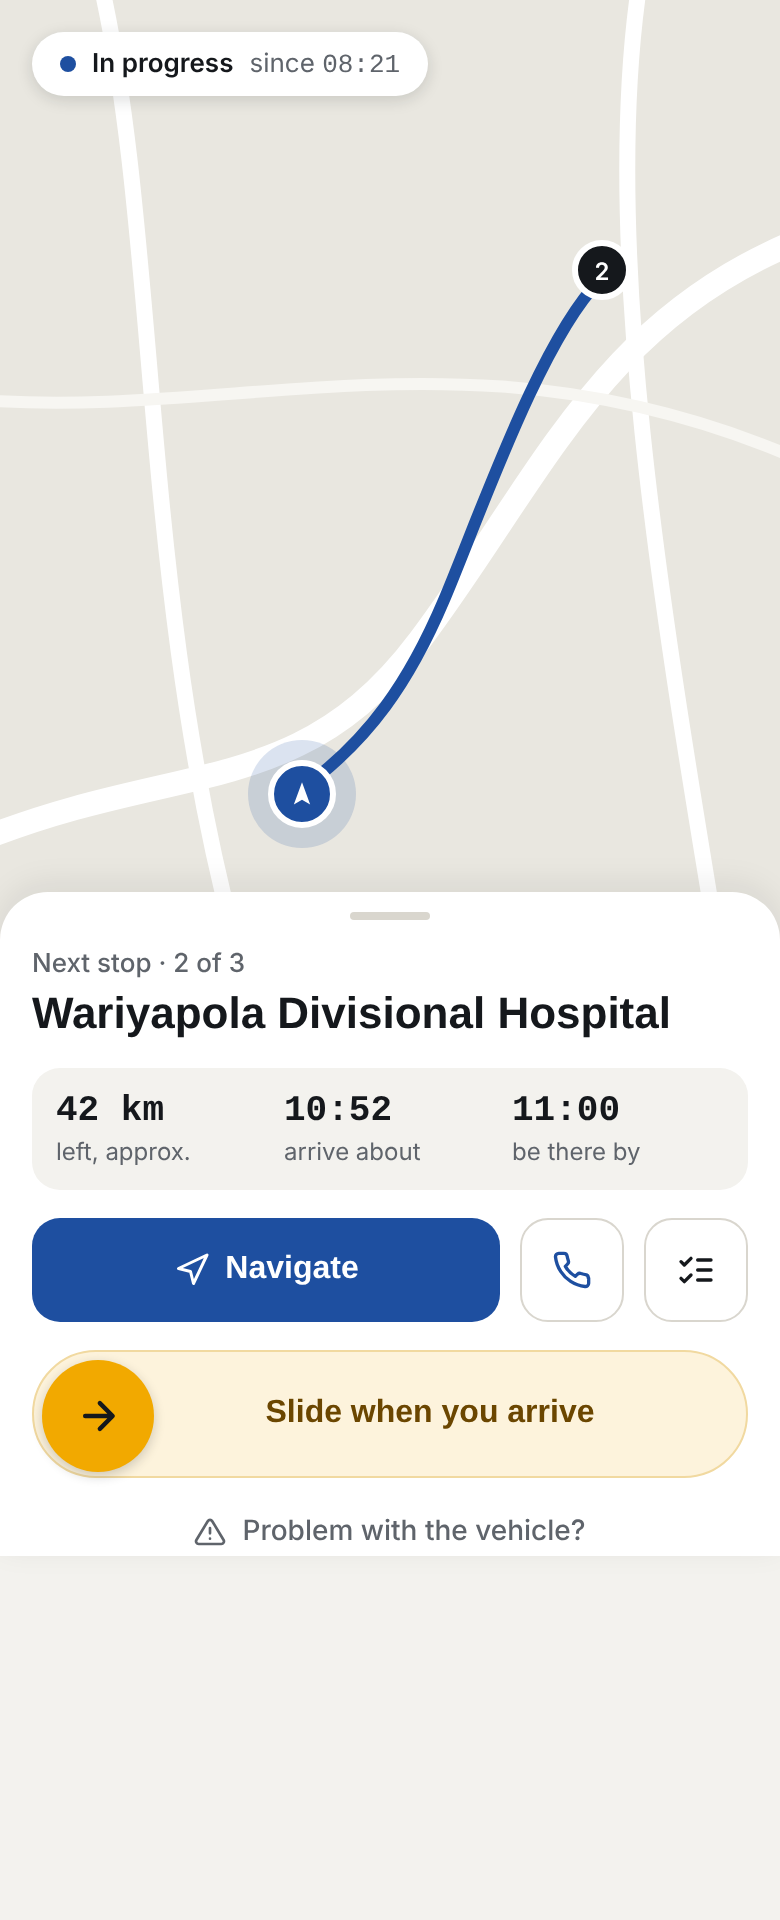 In progress since 08:21
2
Next stop · 2 of 3
Wariyapola Divisional Hospital
42 km 10:52 11:00
left, approx. arrive about be there by
Navigate
Slide when you arrive
Problem with the vehicle?